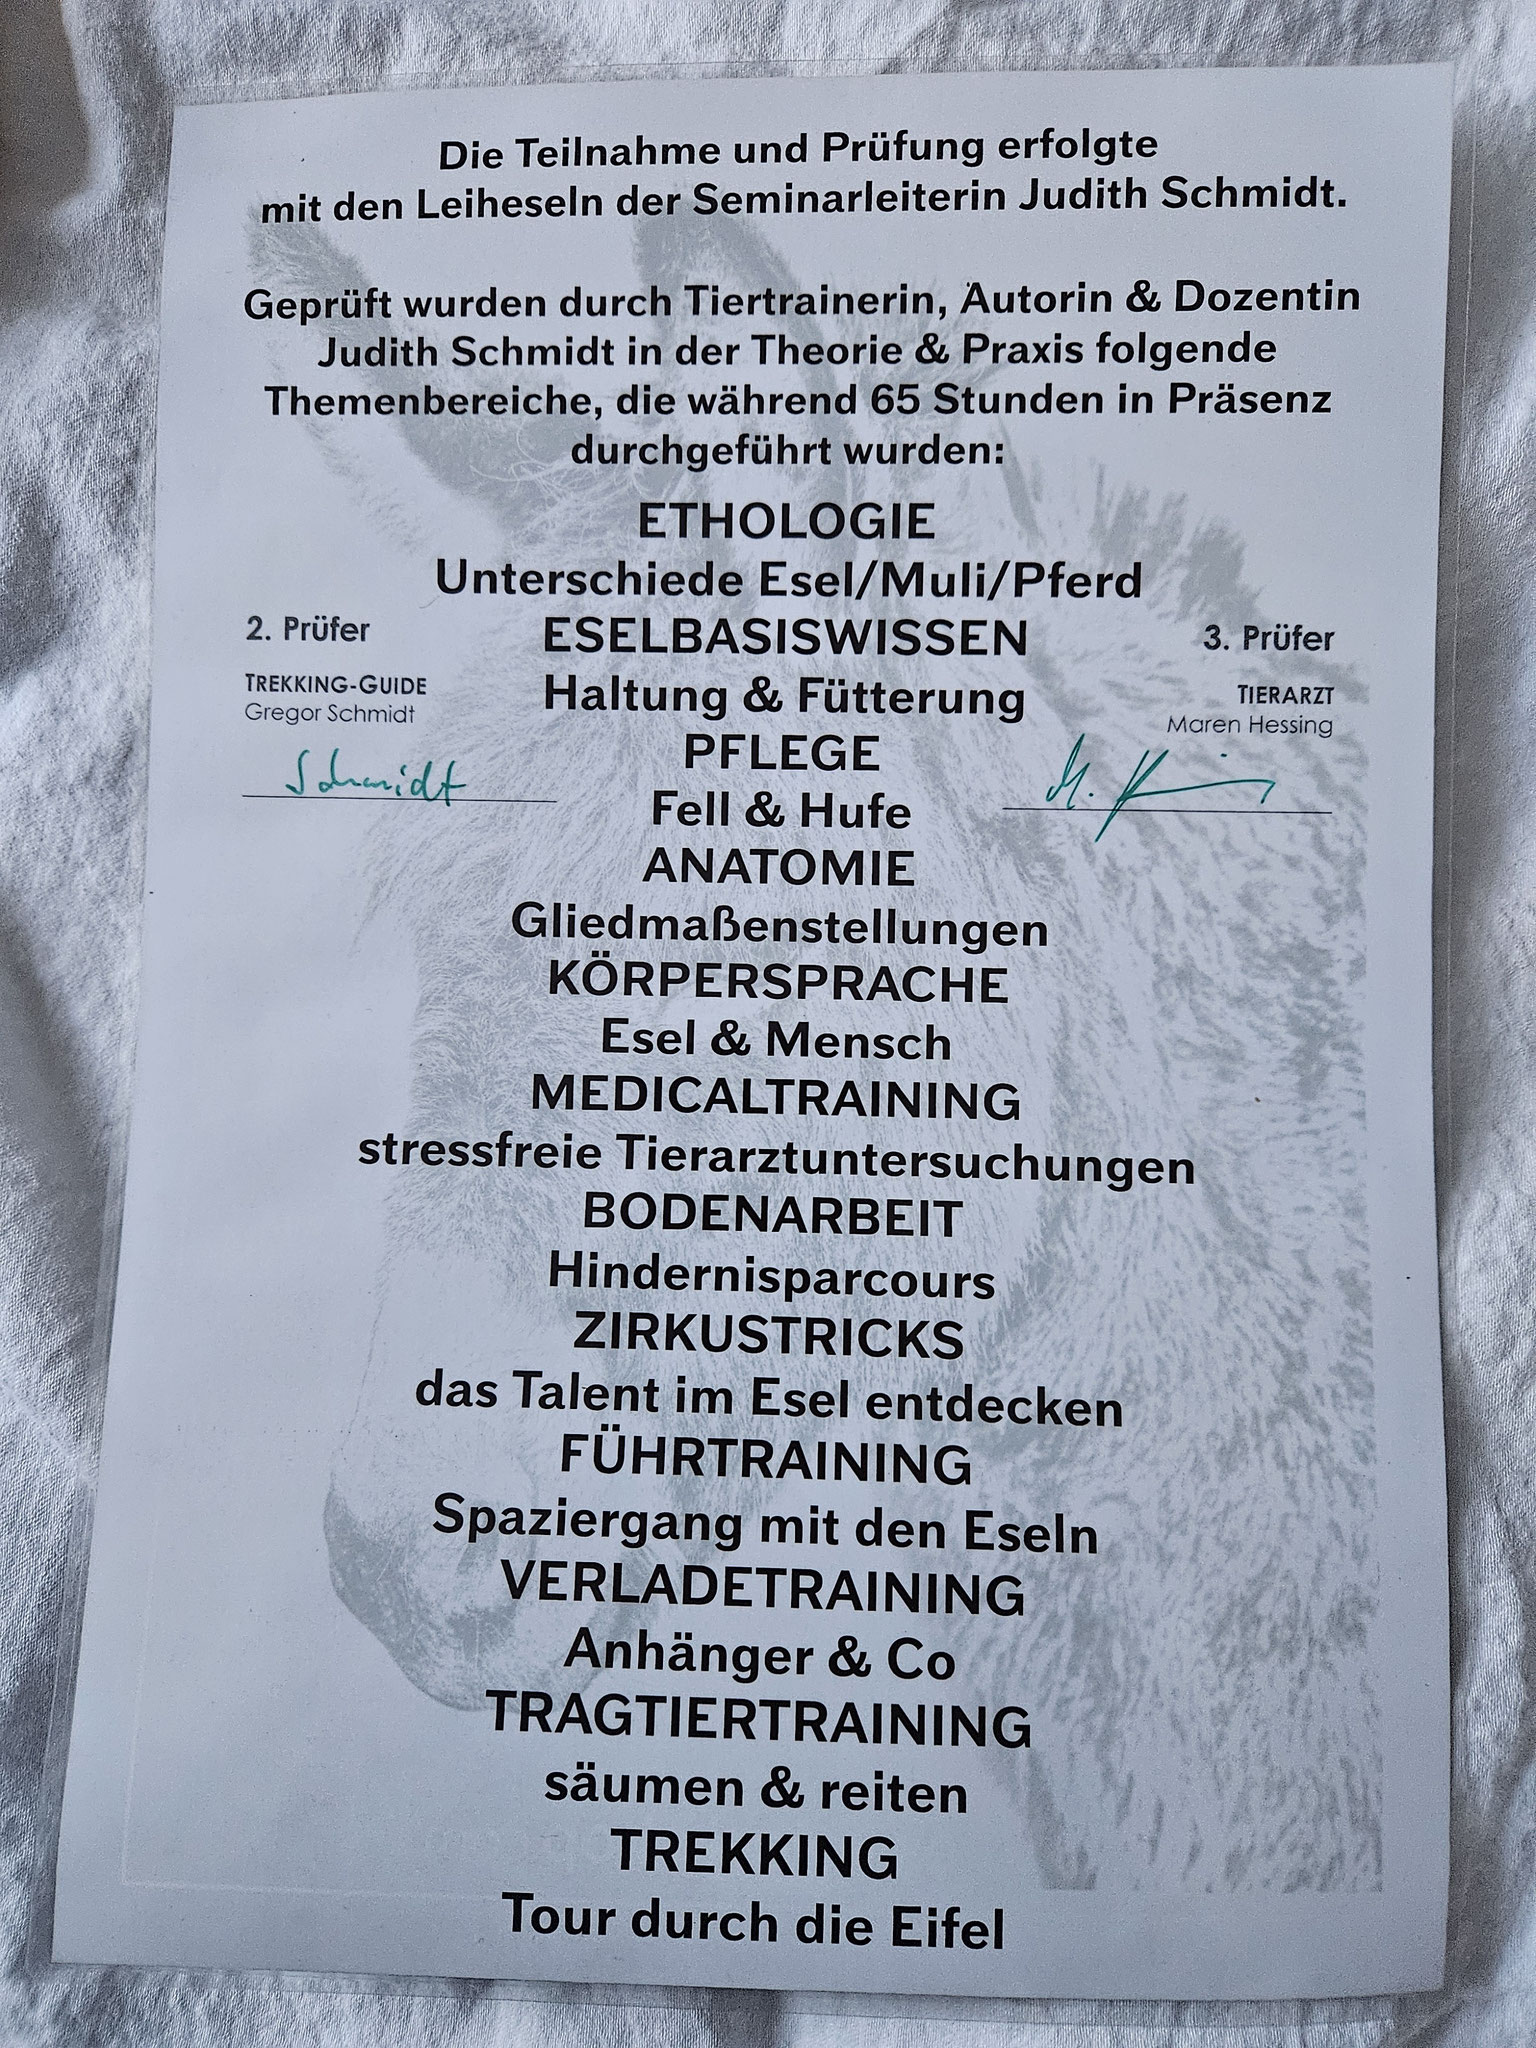 Die Teilnahme und Prüfung erfolgte
mit den Leiheseln der Seminarleiterin Judith Schmidt.
Geprüft wurden durch Tiertrainerin, Autorin & Dozentin
Judith Schmidt in der Theorie & Praxis folgende
Themenbereiche, die während 65 Stunden in Präsenz
durchgeführt wurden:
ETHOLOGIE
Unterschiede Esel/Muli/Pferd
ESELBASISWISSEN
Haltung & Fütterung
PFLEGE
Fell & Hufe
ANATOMIE
Gliedmaßenstellungen
KÖRPERSPRACHE
Esel & Mensch
MEDICALTRAINING
stressfreie Tierarztuntersuchungen
BODENARBEIT
Hindernisparcours
ZIRKUSTRICKS
das Talent im Esel entdecken
FÜHRTRAINING
Spaziergang mit den Eseln
VERLADETRAINING
Anhänger & Co
TRAGTIERTRAINING
säumen & reiten
TREKKING
Tour durch die Eifel
2. Prüfer
TREKKING-GUIDE
Gregor Schmidt
Schmidt
3. Prüfer
TIERARZT
Maren Hessing
M.